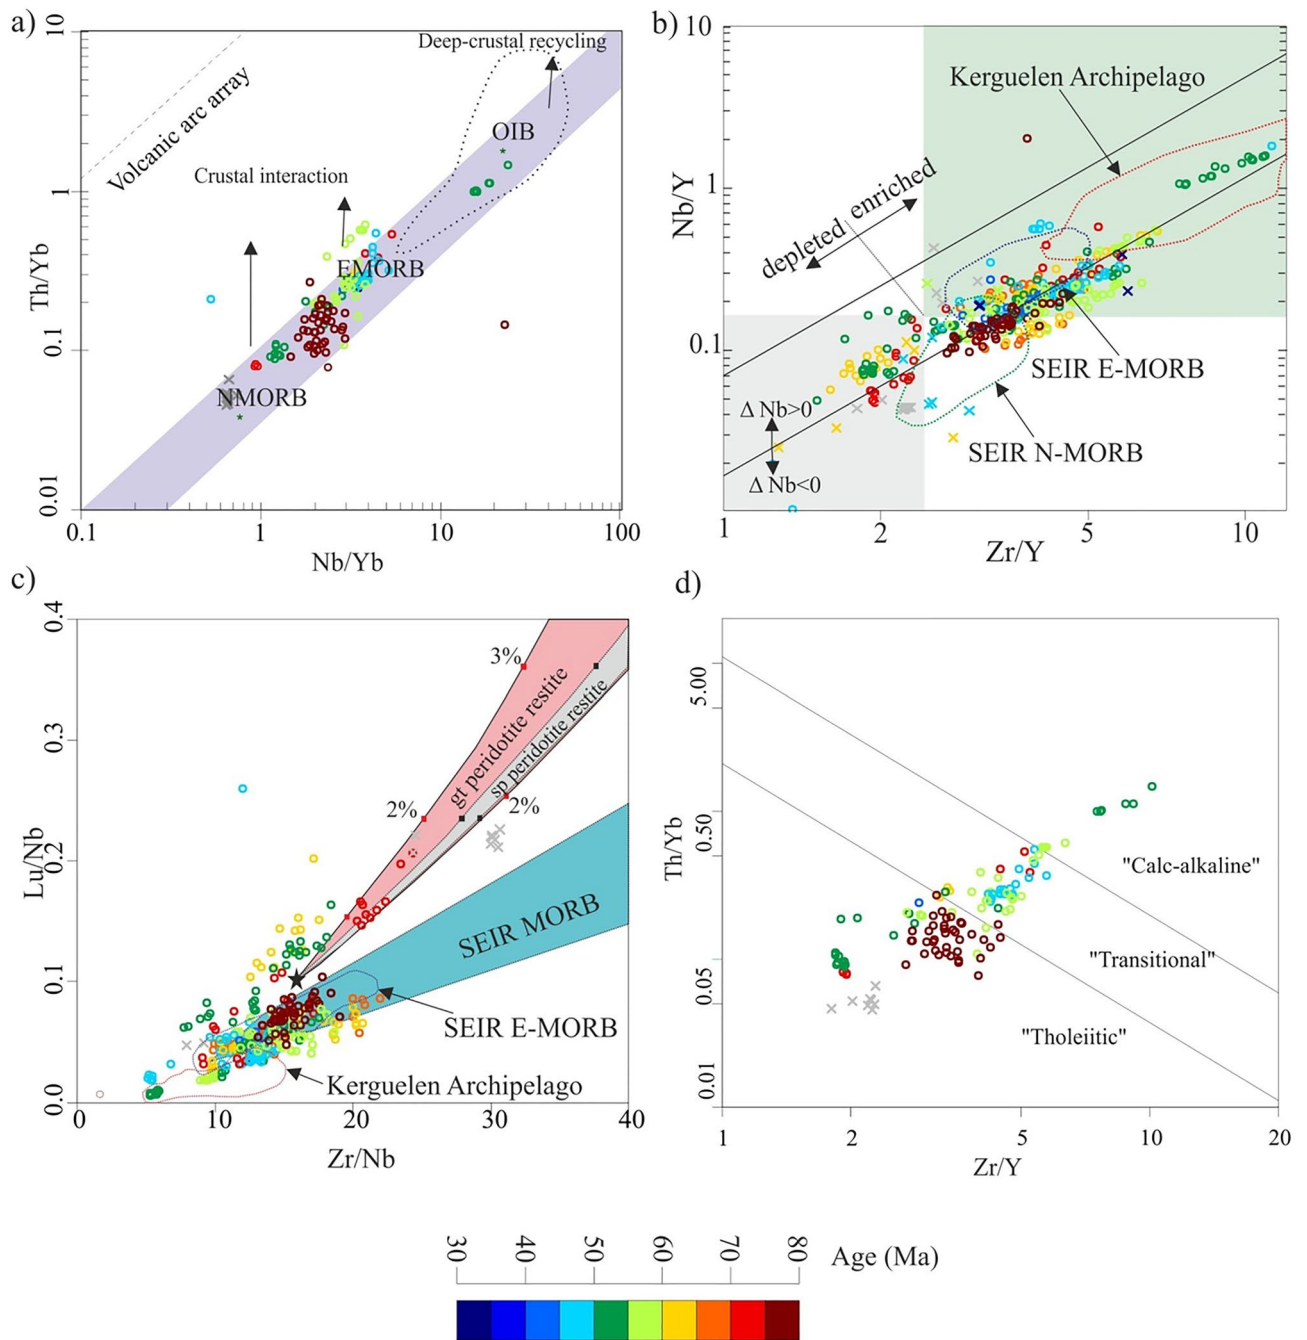 a)
10
1
0.1
0.01
Th/Yb
Volcanic arc array
Crustal interaction
Deep-crustal recycling
OIB
EMORB
NMORB
0.1
1
10
100
Nb/Yb
b)
10
1
0.1
Nb/Y
Kerguelen Archipelago
depleted enriched
SEIR E-MORB
SEIR N-MORB
Δ Nb>0
Δ Nb<0
1
2
5
10
Zr/Y
c)
0.4
0.3
0.2
0.1
0.0
Lu/Nb
3%
2%
2%
gt peridotite restite
sp peridotite restite
SEIR MORB
SEIR E-MORB
Kerguelen Archipelago
0
10
20
30
40
Zr/Nb
d)
5.00
0.50
0.05
0.01
Th/Yb
"Calc-alkaline"
"Transitional"
"Tholeiitic"
1
2
5
10
20
Zr/Y
30
40
50
60
70
80
Age (Ma)